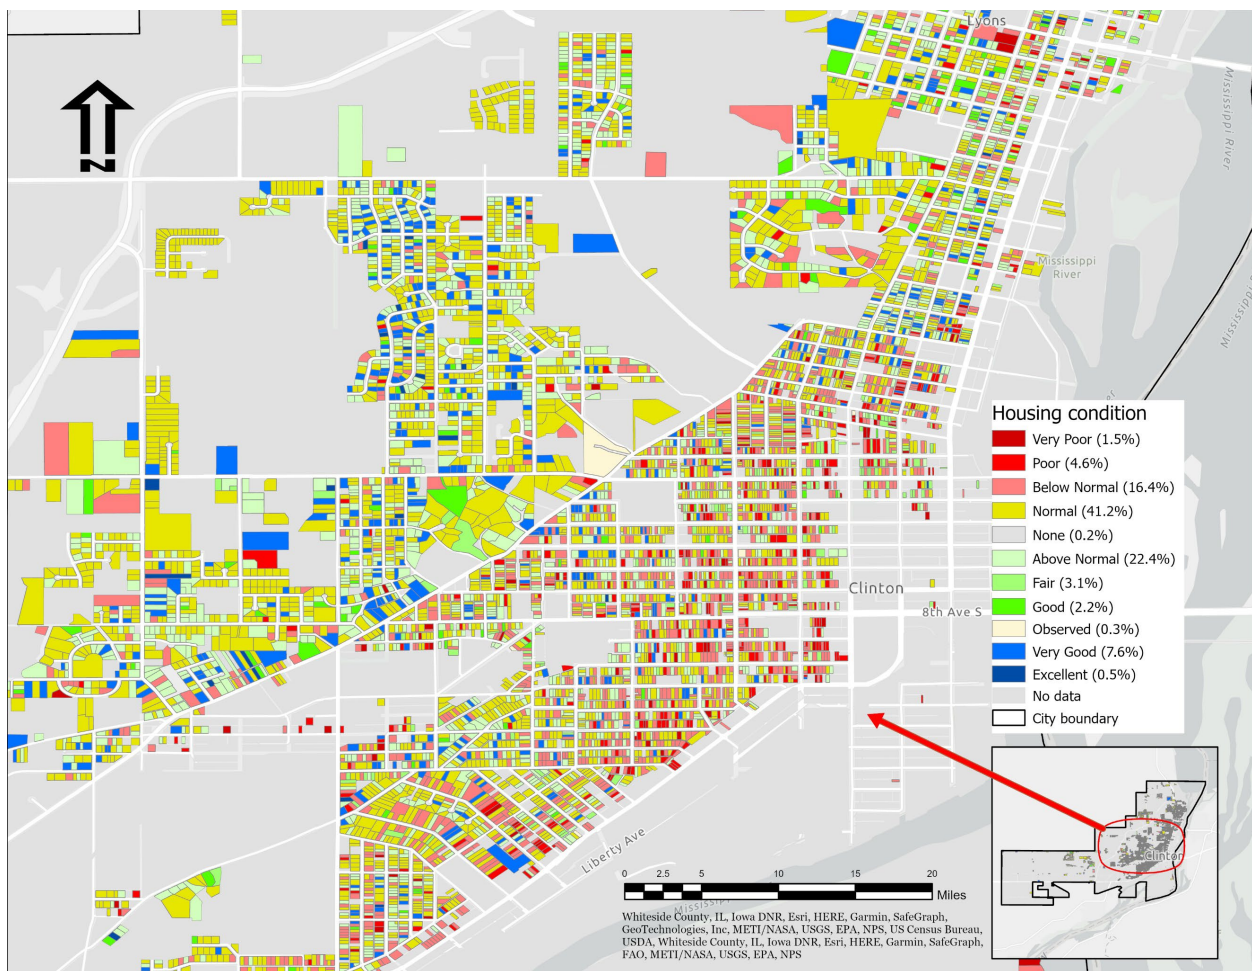 Lyons
Mississippi River
N
Mississippi
River
Mississippi
Housing condition
Very Poor (1.5%)
Poor (4.6%)
Below Normal (16.4%)
Normal (41.2%)
None (0.2%)
Above Normal (22.4%)
Fair (3.1%)
Good (2.2%)
Observed (0.3%)
Very Good (7.6%)
Excellent (0.5%)
No data
City boundary
Clinton
8th Ave S
Liberty Ave
Clinton
0 2.5 5 10 15 20
Miles
Whiteside County, IL, Iowa DNR, Esri, HERE, Garmin, SafeGraph,
GeoTechnologies, Inc, METI/NASA, USGS, EPA, NPS, US Census Bureau,
USDA, Whiteside County, IL, Iowa DNR, Esri, HERE, Garmin, SafeGraph,
FAO, METI/NASA, USGS, EPA, NPS